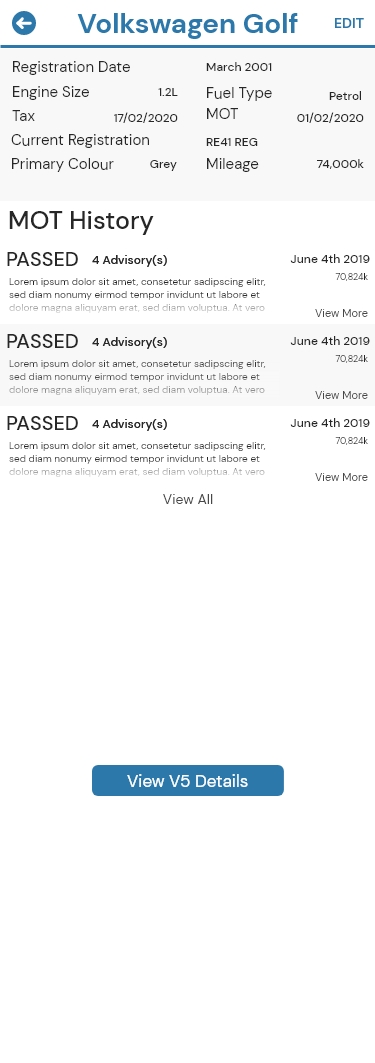 Volkswagen Golf EDIT
Registration Date March 2001
Engine Size 1.2L Fuel Type Petrol
Tax 17/02/2020 MOT 01/02/2020
Current Registration RE41 REG
Primary Colour Grey Mileage 74,000k
MOT History
PASSED 4 Advisory(s) June 4th 2019
70,824k
Lorem ipsum dolor sit amet, consetetur sadipscing elitr,
sed diam nonumy eirmod tempor invidunt ut labore et
dolore magna aliquyam erat, sed diam voluptua. At vero
View More
PASSED 4 Advisory(s) June 4th 2019
70,824k
Lorem ipsum dolor sit amet, consetetur sadipscing elitr,
sed diam nonumy eirmod tempor invidunt ut labore et
dolore magna aliquyam erat, sed diam voluptua. At vero
View More
PASSED 4 Advisory(s) June 4th 2019
70,824k
Lorem ipsum dolor sit amet, consetetur sadipscing elitr,
sed diam nonumy eirmod tempor invidunt ut labore et
dolore magna aliquyam erat, sed diam voluptua. At vero
View More
View All
View V5 Details